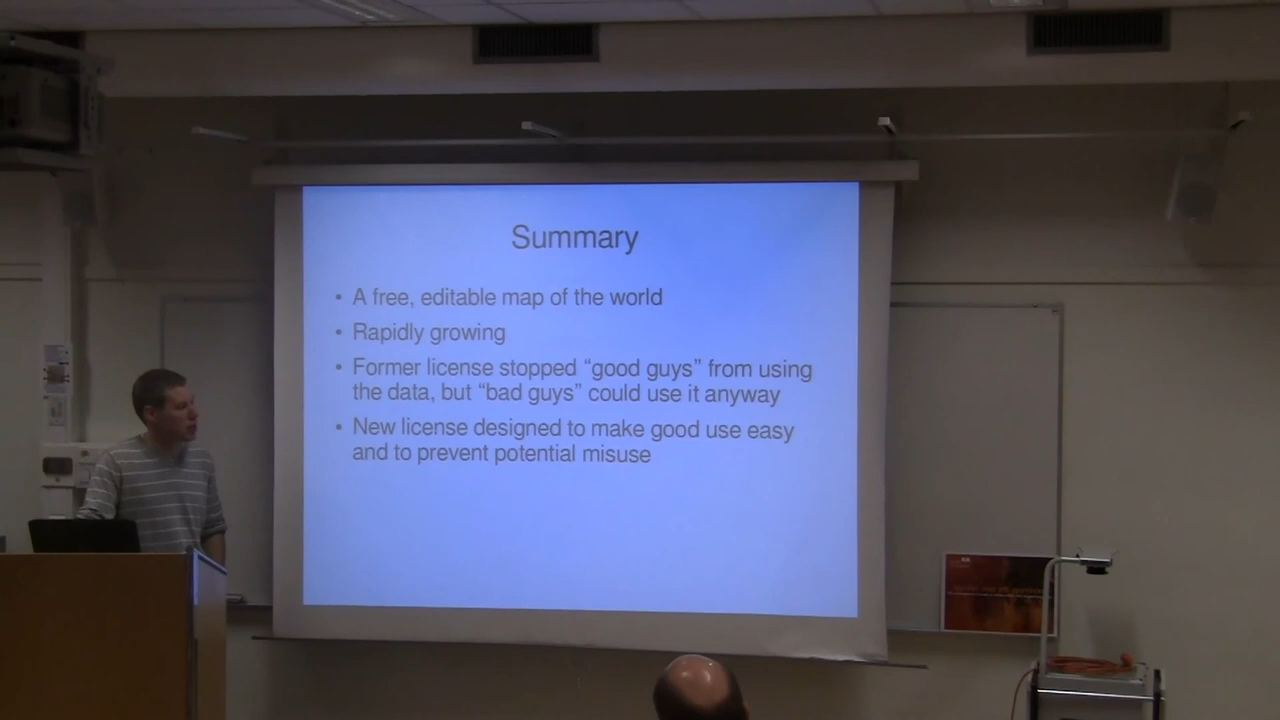 Summary
• A free, editable map of the world
• Rapidly growing
• Former license stopped “good guys” from using
the data, but “bad guys” could use it anyway
• New license designed to make good use easy
and to prevent potential misuse